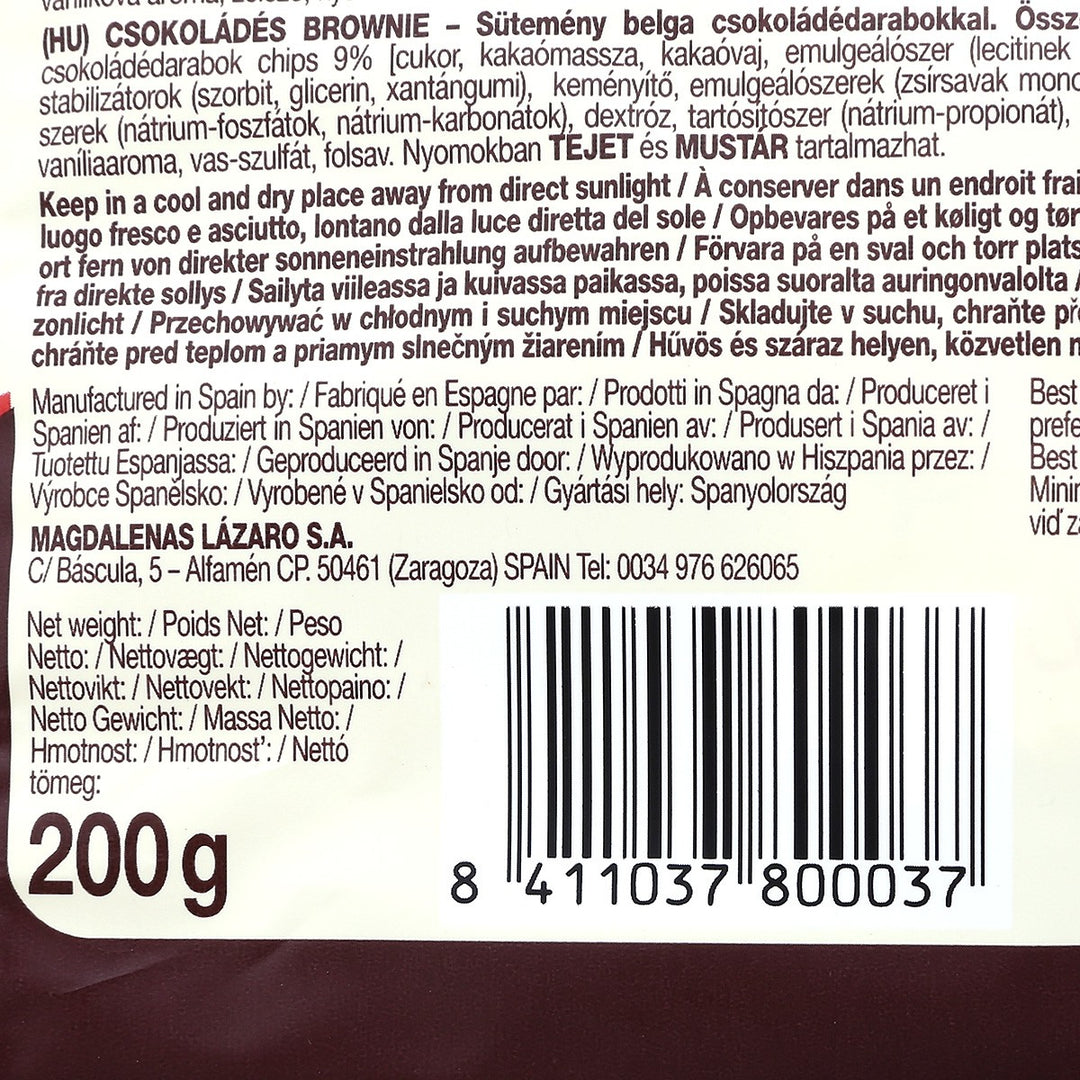 (HU) CSOKOLÁDÉS BROWNIE – Sütemény belga csokoládédarabokkal. Össz
csokoládédarabok chips 9% [cukor, kakaómassza, kakaóvaj, emulgeálószer (lecitinek
stabilizátorok (szorbit, glicerin, xantángumi), keményítő, emulgeálószerek (zsírsavak mono
szerek (nátrium-foszfátok, nátrium-karbonátok), dextróz, tartósítószer (nátrium-propionát),
vaníliaaroma, vas-szulfát, folsav. Nyomokban TEJET és MUSTÁR tartalmazhat.
Keep in a cool and dry place away from direct sunlight / À conserver dans un endroit frai
luogo fresco e asciutto, lontano dalla luce diretta del sole / Opbevares på et køligt og tør
ort fern von direkter sonneneinstrahlung aufbewahren / Förvara på en sval och torr plats
fra direkte sollys / Sailyta viileassa ja kuivassa paikassa, poissa suoralta auringonvalolta /
zonlicht / Przechowywać w chłodnym i suchym miejscu / Skladujte v suchu, chraňte př
chráňte pred teplom a priamym slnečným žiarením / Hűvös és száraz helyen, közvetlen n
Manufactured in Spain by: / Fabriqué en Espagne par: / Prodotti in Spagna da: / Produceret i
Spanien af: / Produziert in Spanien von: / Producerat i Spanien av: / Produsert i Spania av: /
Tuotettu Espanjassa: / Geproduceerd in Spanje door: / Wyprodukowano w Hiszpania przez: /
Výrobce Spanělsko: / Vyrobené v Spanielsko od: / Gyártási hely: Spanyolország
Best
prefe
Best
Minir
viď z
MAGDALENAS LÁZARO S.A.
C/ Báscula, 5 – Alfamén CP. 50461 (Zaragoza) SPAIN Tel: 0034 976 626065
Net weight: / Poids Net: / Peso
Netto: / Nettovægt: / Nettogewicht: /
Nettovikt: / Nettovekt: / Nettopaino: /
Netto Gewicht: / Massa Netto: /
Hmotnost: / Hmotnosť: / Nettó
tömeg:
200 g
8 411037 800037